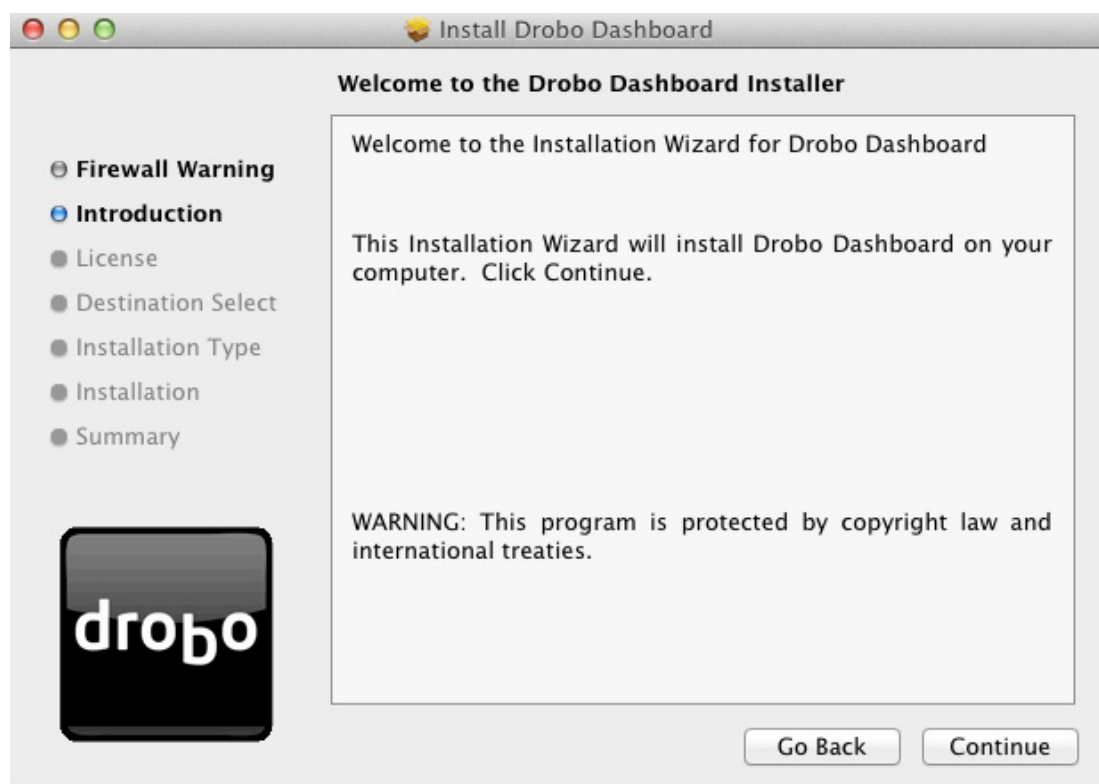 Install Drobo Dashboard
Welcome to the Drobo Dashboard Installer
Firewall Warning
Introduction
License
Destination Select
Installation Type
Installation
Summary
Welcome to the Installation Wizard for Drobo Dashboard
This Installation Wizard will install Drobo Dashboard on your
computer. Click Continue.
WARNING: This program is protected by copyright law and
international treaties.
drobo
Go Back
Continue